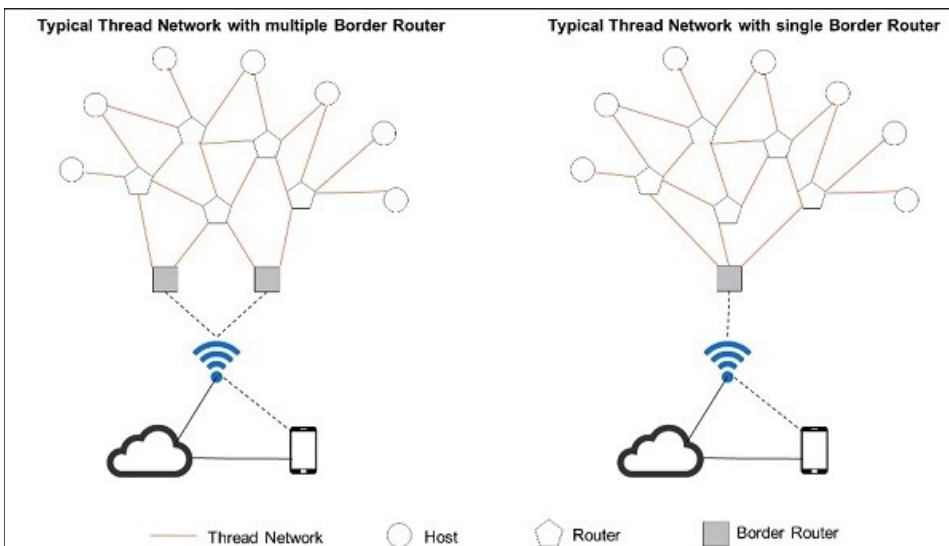 Typical Thread Network with multiple Border Router
Typical Thread Network with single Border Router
Thread Network
Host
Router
Border Router